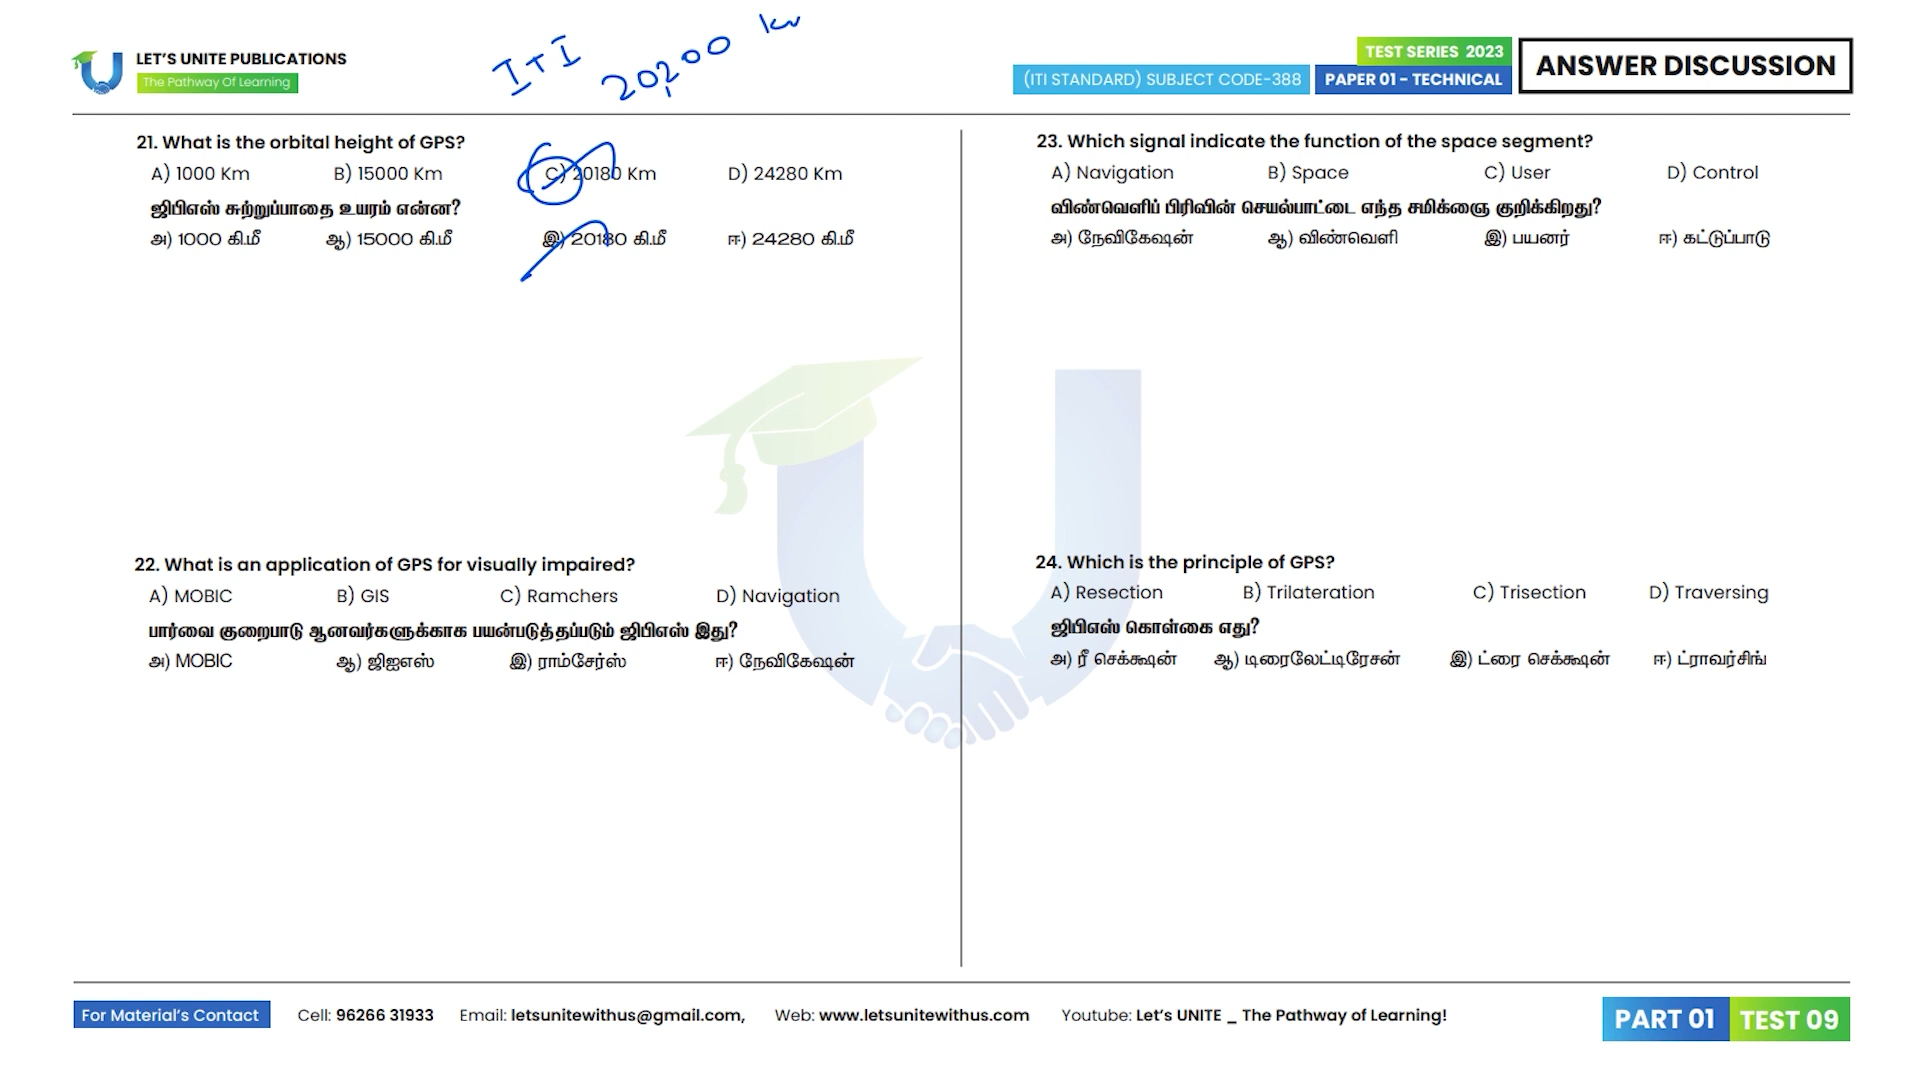 LET'S UNITE PUBLICATIONS
The Pathway Of Learning
ITI
20,200 km
TEST SERIES 2023
(ITI STANDARD) SUBJECT CODE-388 PAPER 01 - TECHNICAL
ANSWER DISCUSSION
21. What is the orbital height of GPS?
A) 1000 Km B) 15000 Km C) 20180 Km D) 24280 Km
ஜிபிஎஸ் சுற்றுப்பாதை உயரம் என்ன?
அ) 1000 கி.மீ ஆ) 15000 கி.மீ இ) 20180 கி.மீ ஈ) 24280 கி.மீ
22. What is an application of GPS for visually impaired?
A) MOBIC B) GIS C) Ramchers D) Navigation
பார்வை குறைபாடு ஆனவர்களுக்காக பயன்படுத்தப்படும் ஜிபிஎஸ் இது?
அ) MOBIC ஆ) ஜிஐஎஸ் இ) ராம்சேர்ஸ் ஈ) நேவிகேஷன்
23. Which signal indicate the function of the space segment?
A) Navigation B) Space C) User D) Control
விண்வெளிப் பிரிவின் செயல்பாட்டை எந்த சமிக்ஞை குறிக்கிறது?
அ) நேவிகேஷன் ஆ) விண்வெளி இ) பயனர் ஈ) கட்டுப்பாடு
24. Which is the principle of GPS?
A) Resection B) Trilateration C) Trisection D) Traversing
ஜிபிஎஸ் கொள்கை எது?
அ) ரீ செக்க்ஷன் ஆ) டிரைலேட்டிரேசன் இ) ட்ரை செக்க்ஷன் ஈ) ட்ராவர்சிங்
For Material's Contact Cell: 96266 31933 Email: letsunitewithus@gmail.com, Web: www.letsunitewithus.com Youtube: Let's UNITE _ The Pathway of Learning!
PART 01 TEST 09